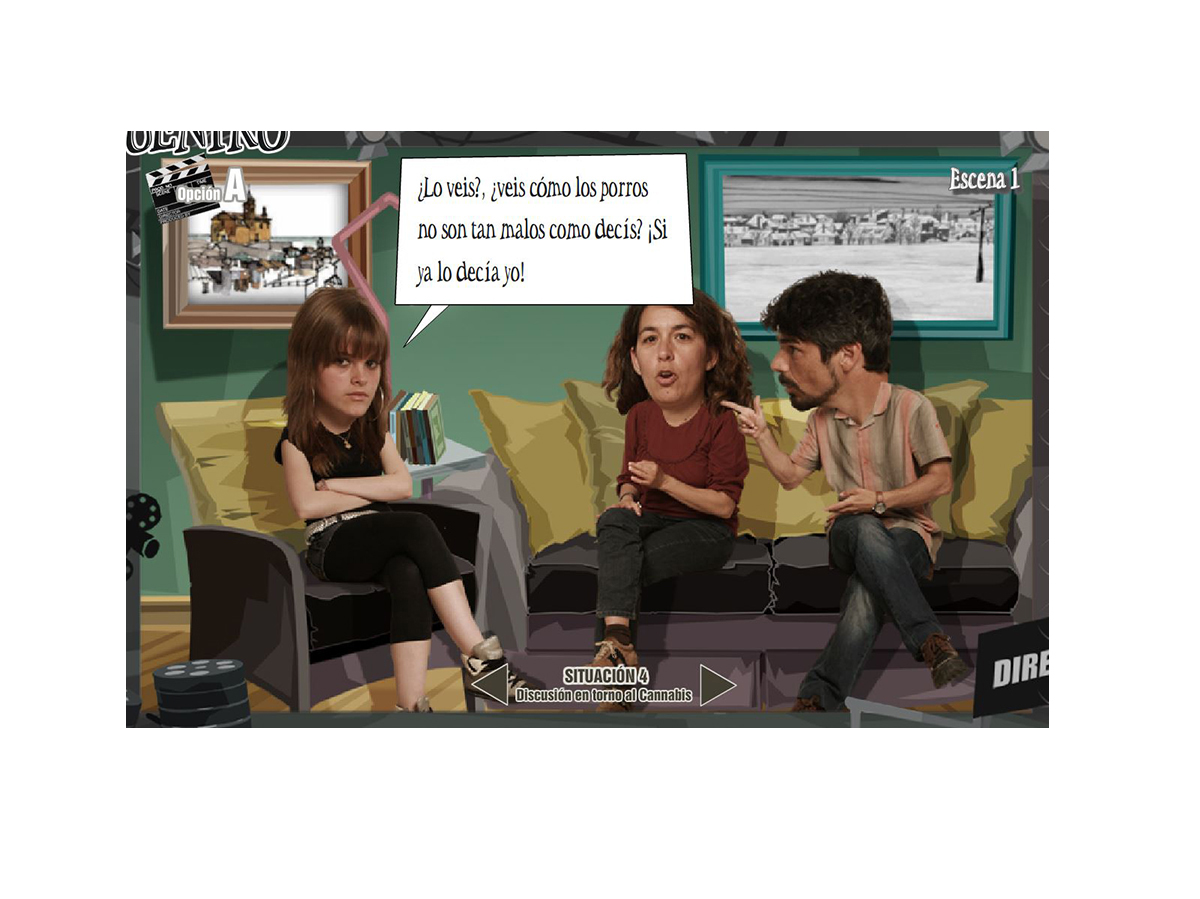 Opción A
Escena 1
¿Lo veis?, ¿veis cómo los porros
no son tan malos como decís? ¡Si
ya lo decía yo!
SITUACIÓN 4
Discusión en torno al Cannabis
DIRE